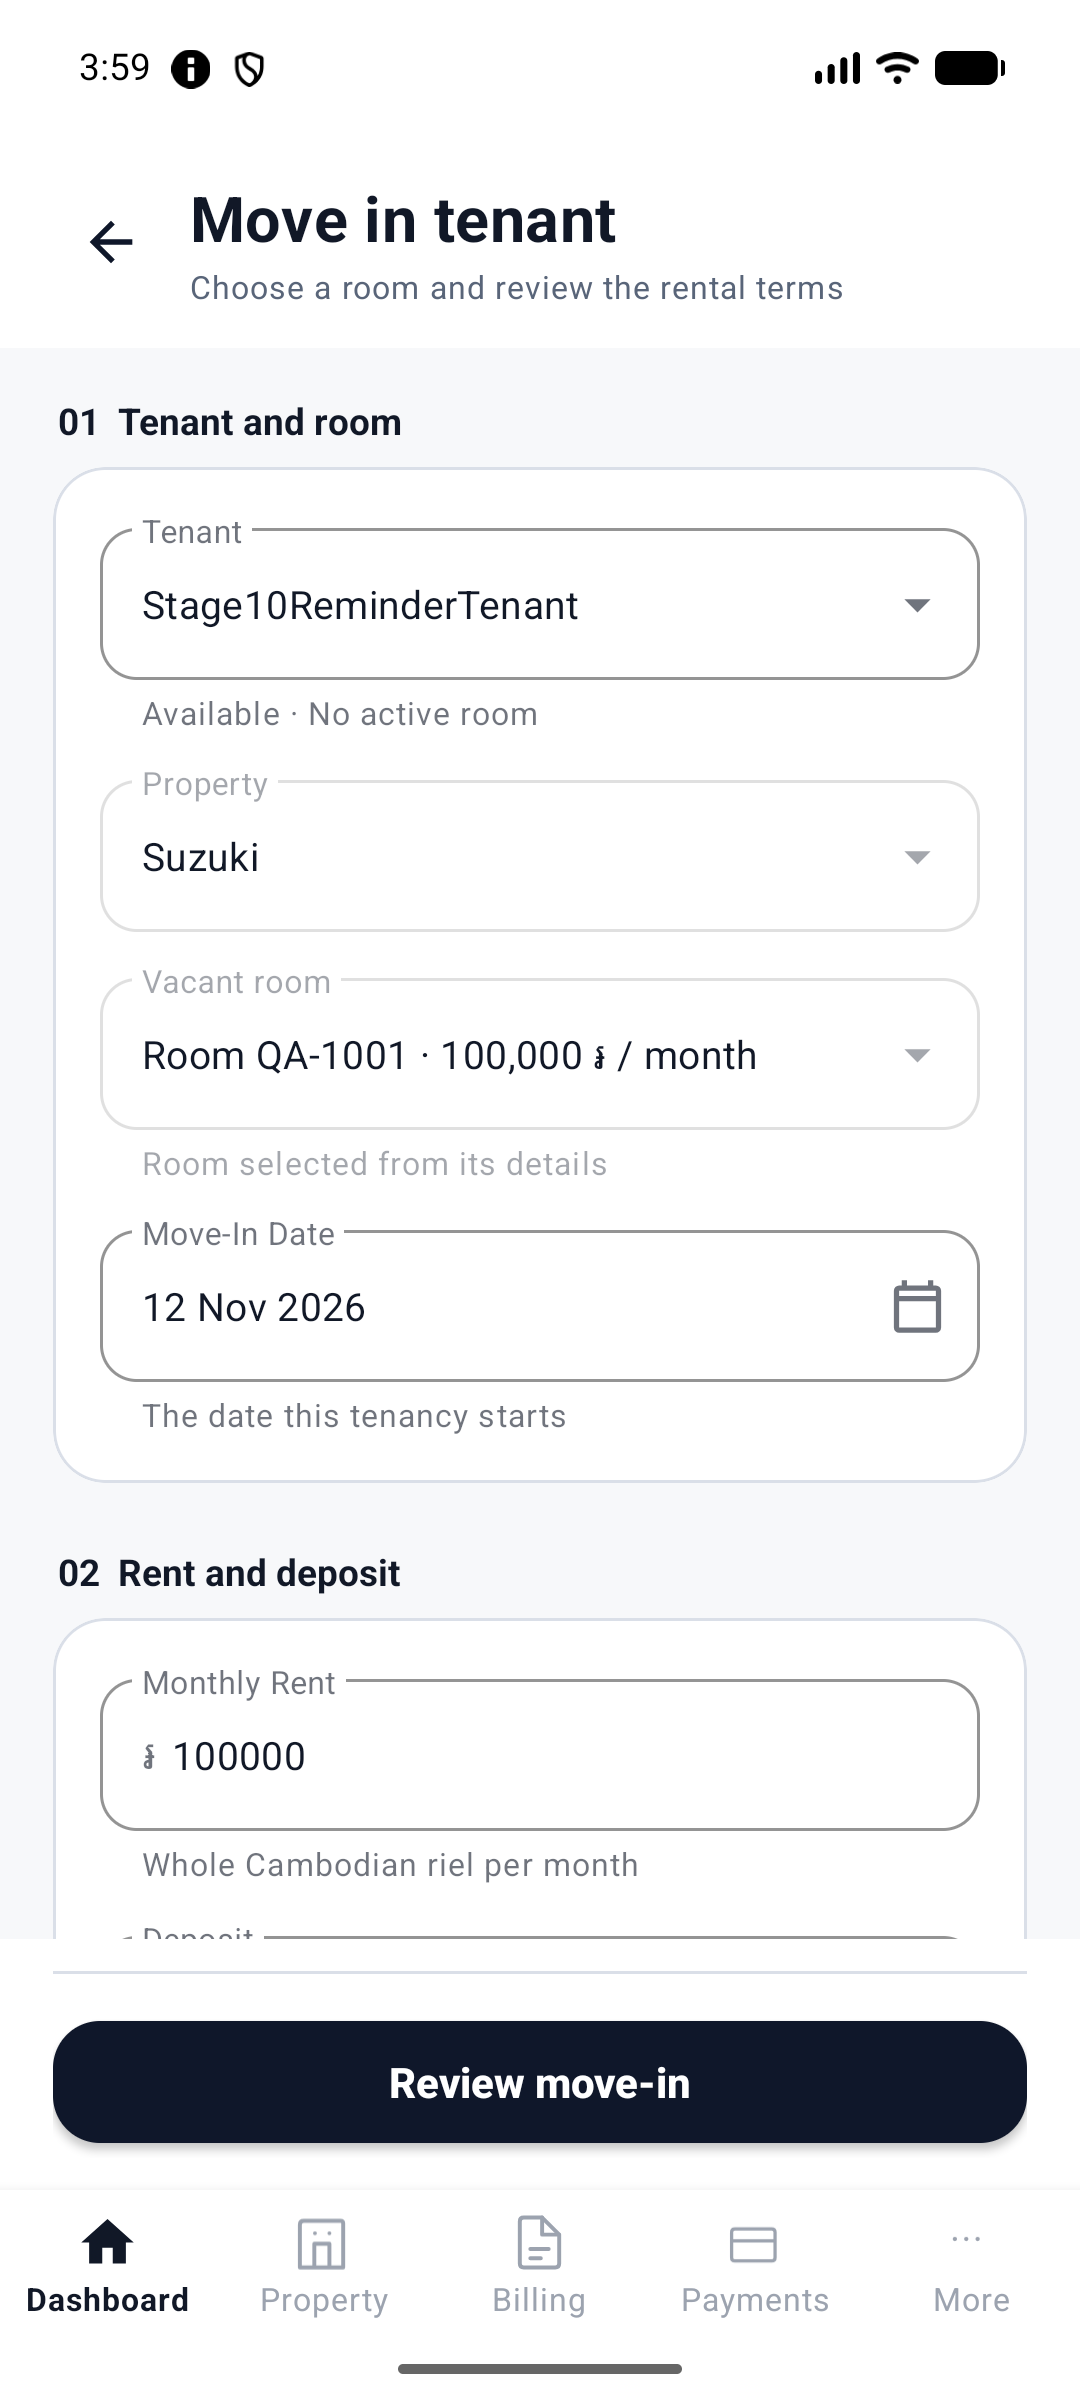 3:59
Move in tenant
Choose a room and review the rental terms
01 Tenant and room
Tenant
Stage10ReminderTenant
Available · No active room
Property
Suzuki
Vacant room
Room QA-1001 · 100,000 ៛ / month
Room selected from its details
Move-In Date
12 Nov 2026
The date this tenancy starts
02 Rent and deposit
Monthly Rent
៛ 100000
Whole Cambodian riel per month
Deposit
Review move-in
Dashboard
Property
Billing
Payments
More